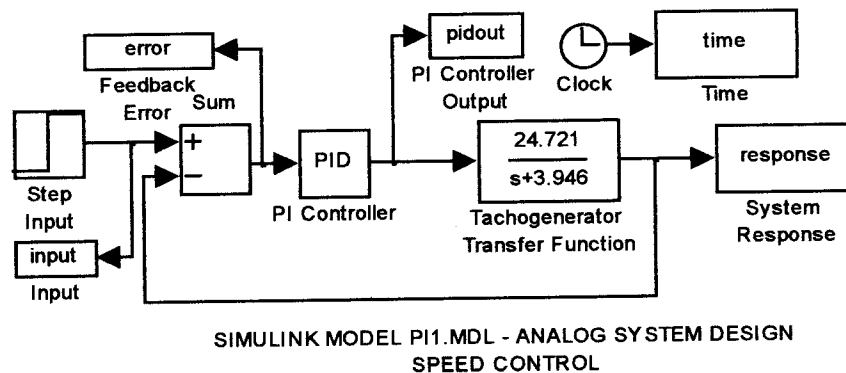 error
Feedback
Error
Sum
pidout
PI Controller
Output
Clock
time
Time
+
−
PID
PI Controller
24.721
s+3.946
Tachogenerator
Transfer Function
response
System
Response
Step
Input
input
Input
SIMULINK MODEL PI1.MDL - ANALOG SYSTEM DESIGN
SPEED CONTROL